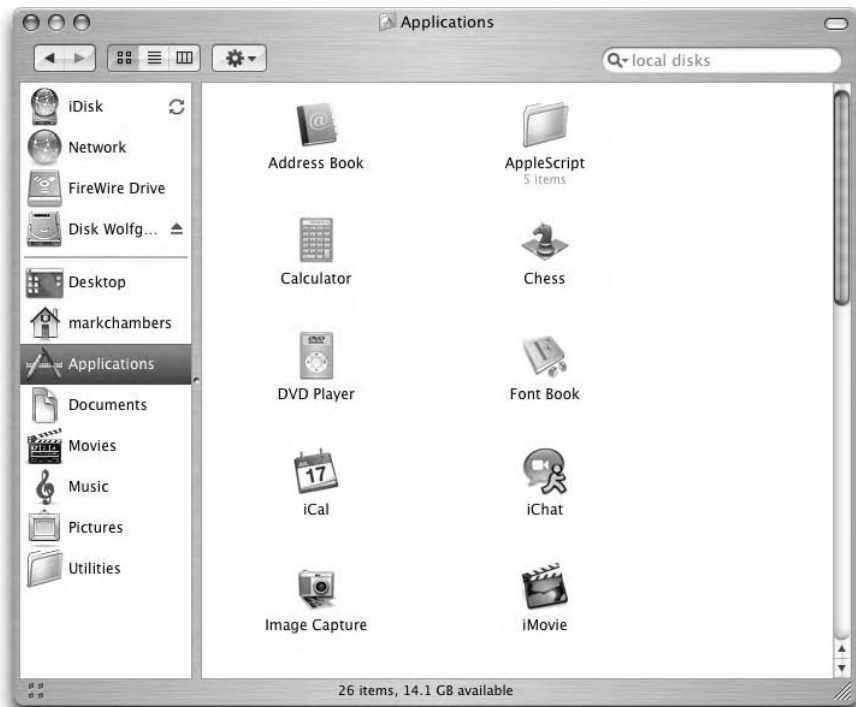 Applications
local disks
iDisk
Network
FireWire Drive
Disk Wolfg...
Desktop
markchambers
Applications
Documents
Movies
Music
Pictures
Utilities
Address Book
AppleScript
5 items
Calculator
Chess
DVD
DVD Player
Font Book
JUL
17
iCal
iChat
Image Capture
iMovie
26 items, 14.1 GB available